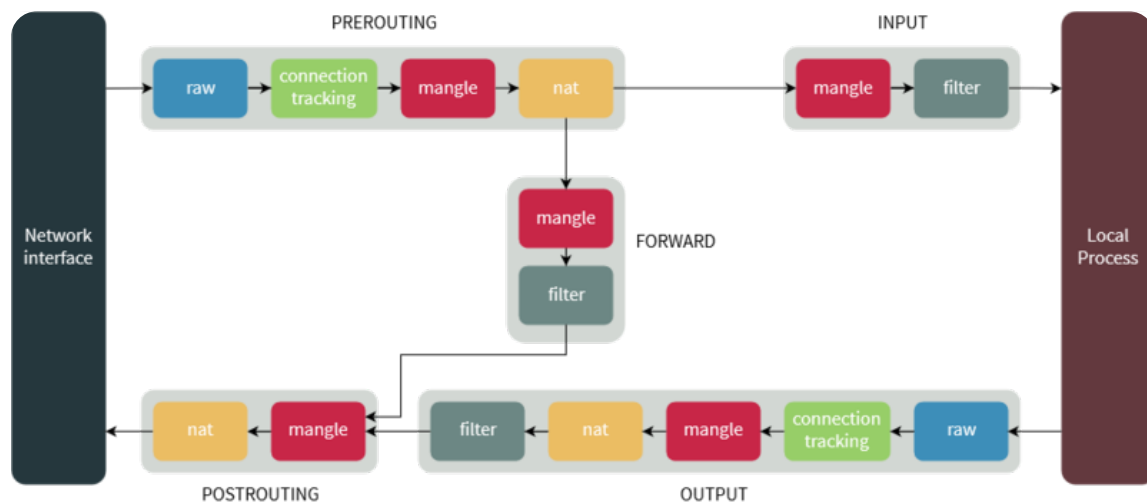 PREROUTING
INPUT
raw
connection
tracking
mangle
nat
mangle
filter
Network
interface
mangle
FORWARD
filter
Local
Process
nat
mangle
filter
nat
mangle
connection
tracking
raw
POSTROUTING
OUTPUT